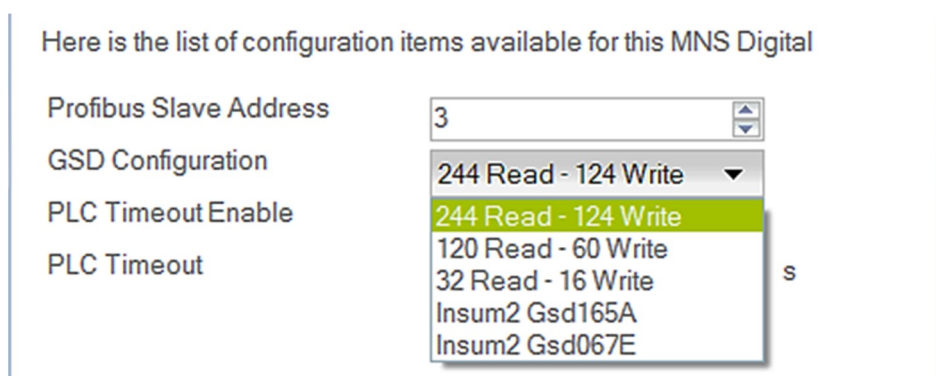 Here is the list of configuration items available for this MNS Digital
Profibus Slave Address
3
GSD Configuration
244 Read - 124 Write
PLC Timeout Enable
244 Read - 124 Write
120 Read - 60 Write
PLC Timeout
s
32 Read - 16 Write
Insum2 Gsd165A
Insum2 Gsd067E